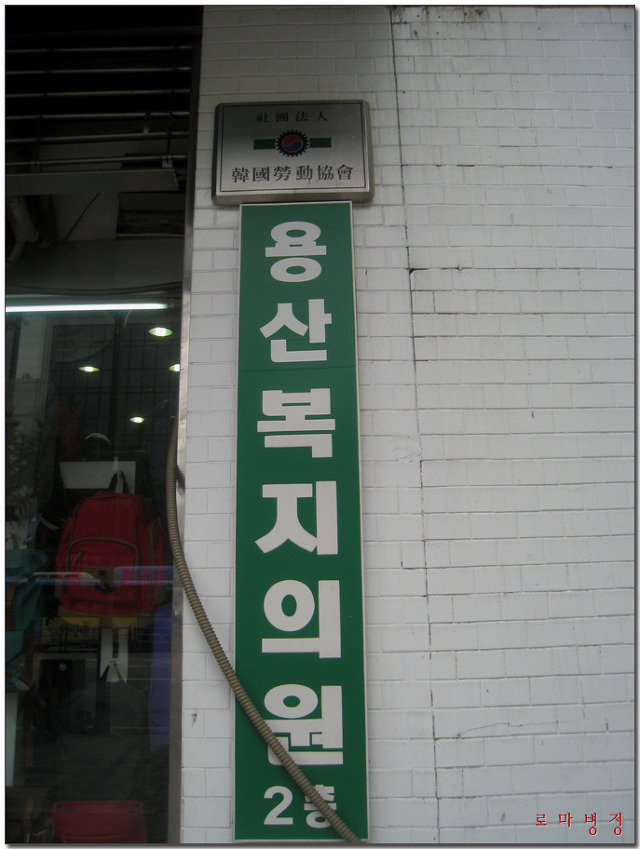 社團法人
韓國勞動協會
용산복지의원
2층
로마병정